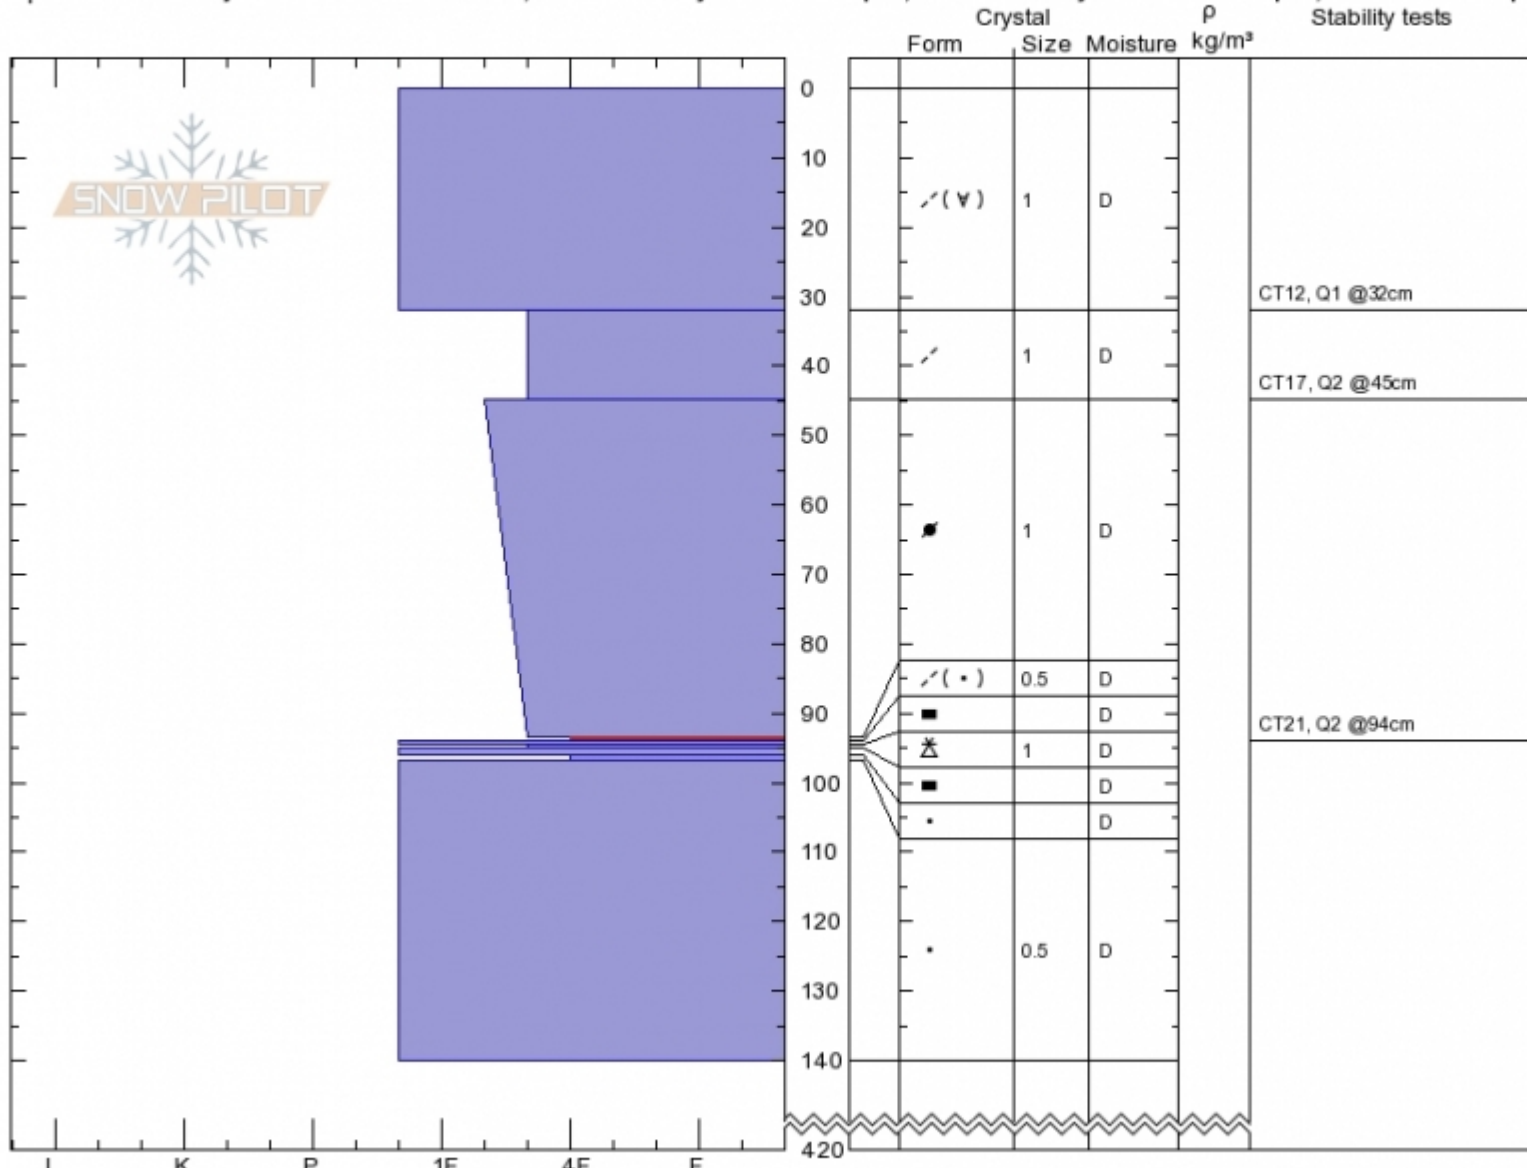 Crystal ρ Stability tests
Form Size Moisture kg/m³
SNOW PILOT
0
10
( ) 1 D
20
30 CT12, Q1 @32cm
1 D
40 CT17, Q2 @45cm
50
60
1 D
70
80
( ) 0.5 D
90 D CT21, Q2 @94cm
1 D
100 D
D
110
120
0.5 D
130
140
420
K P 1F 4F F